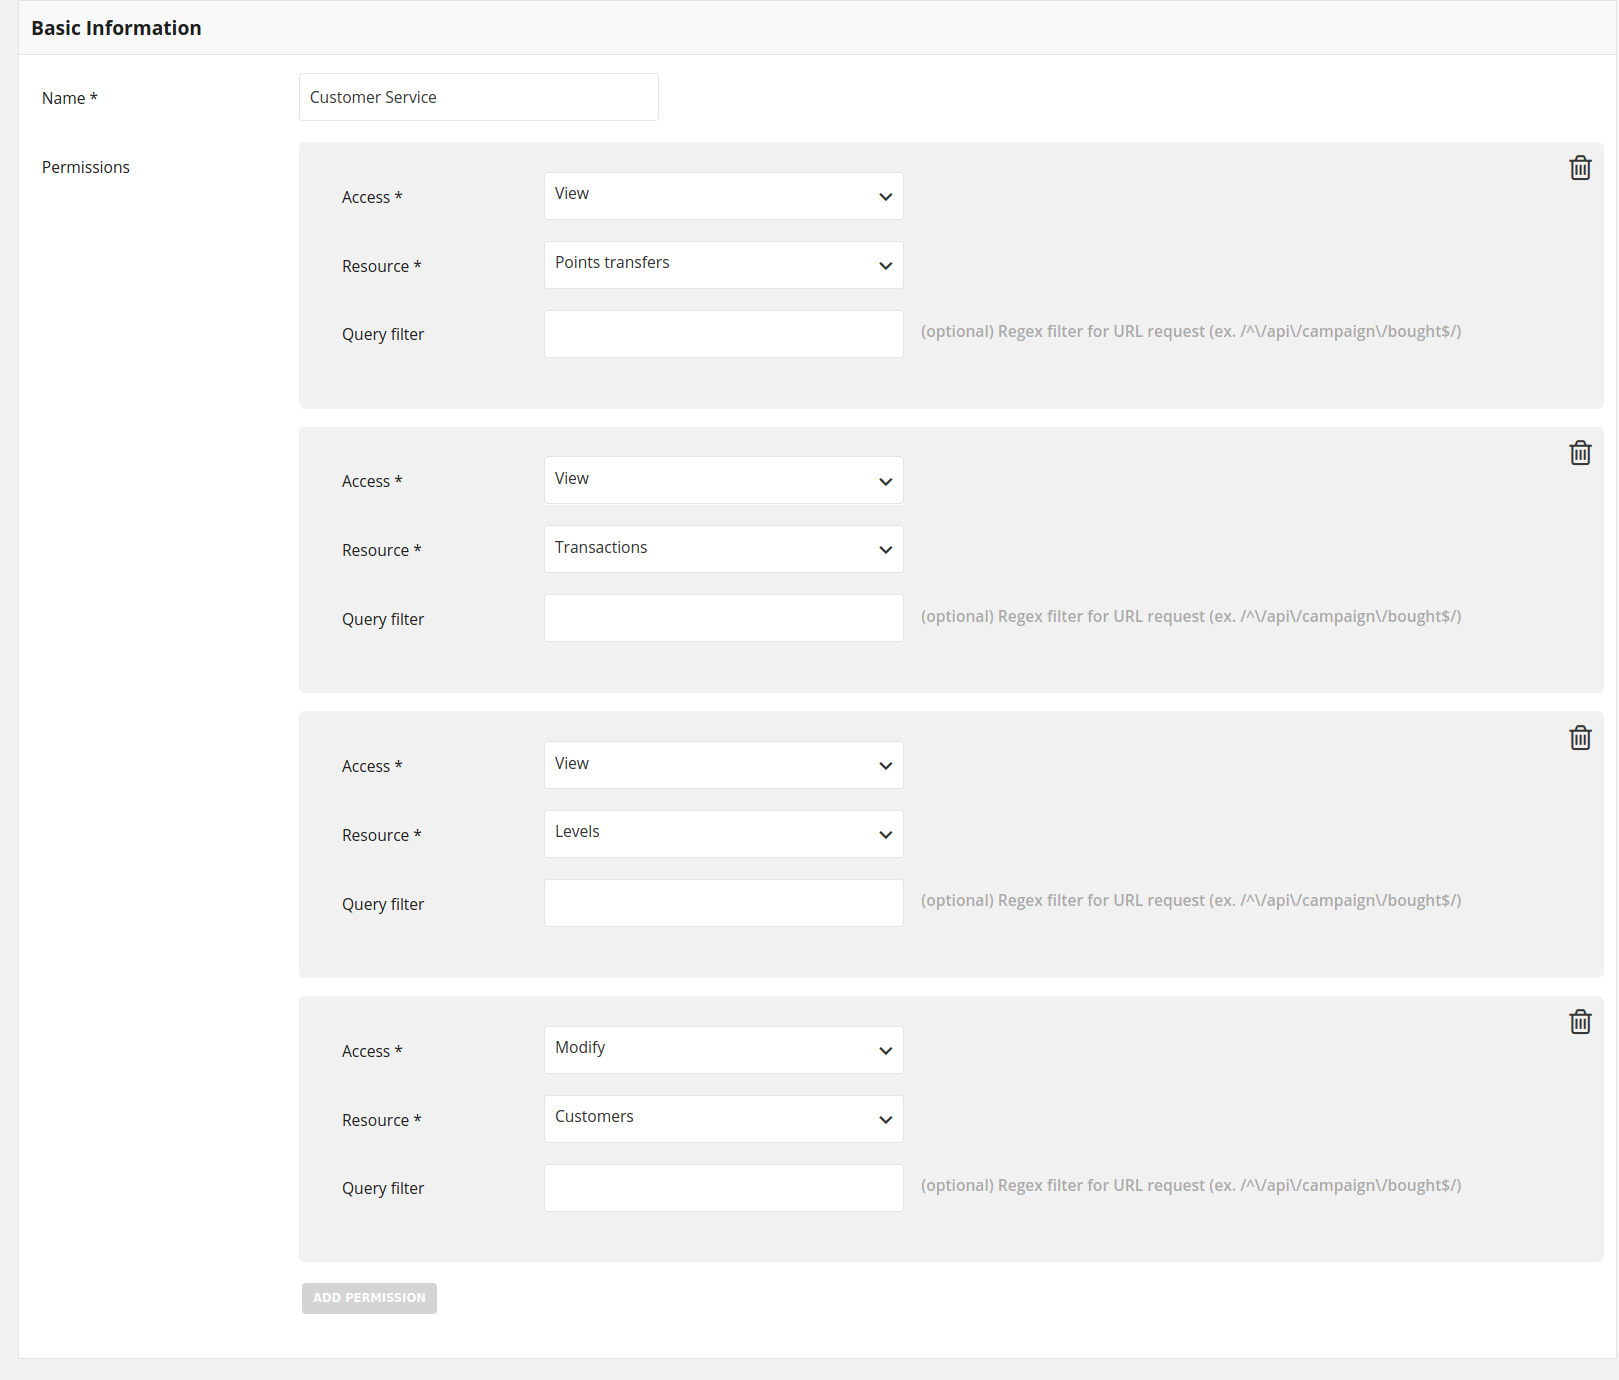 Basic Information
Name *
Customer Service
Permissions
Access *
View
Resource *
Points transfers
Query filter
(optional) Regex filter for URL request (ex. /^\/api\/campaign\/bought$/)
Access *
View
Resource *
Transactions
Query filter
(optional) Regex filter for URL request (ex. /^\/api\/campaign\/bought$/)
Access *
View
Resource *
Levels
Query filter
(optional) Regex filter for URL request (ex. /^\/api\/campaign\/bought$/)
Access *
Modify
Resource *
Customers
Query filter
(optional) Regex filter for URL request (ex. /^\/api\/campaign\/bought$/)
ADD PERMISSION